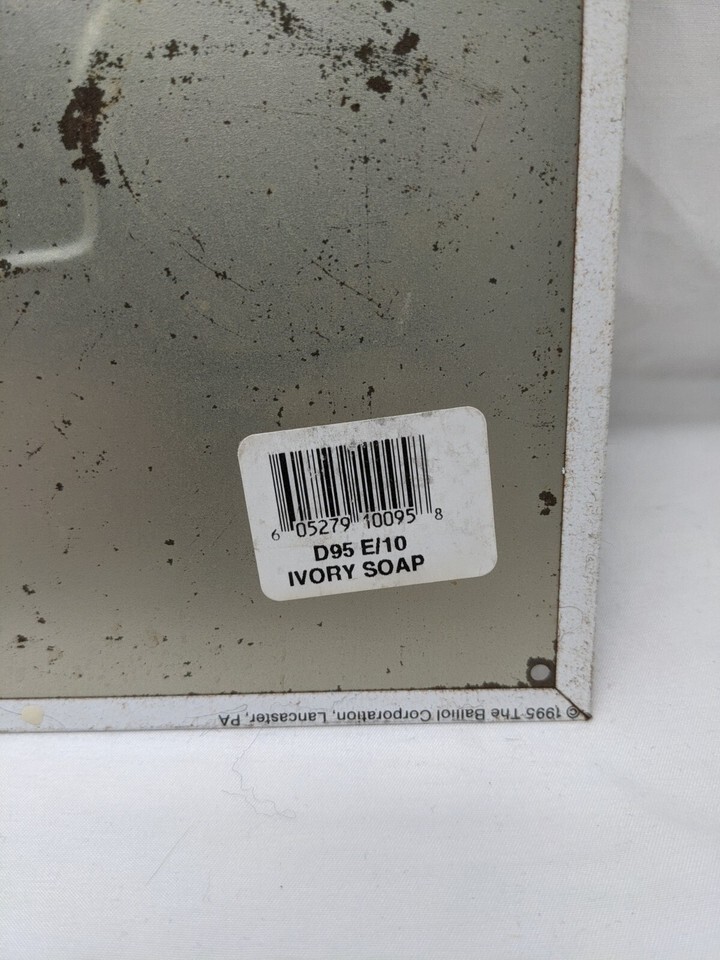 6 05279 10095 8
D95 E/10
IVORY SOAP
© 1995 The Balliol Corporation, Lancaster, PA